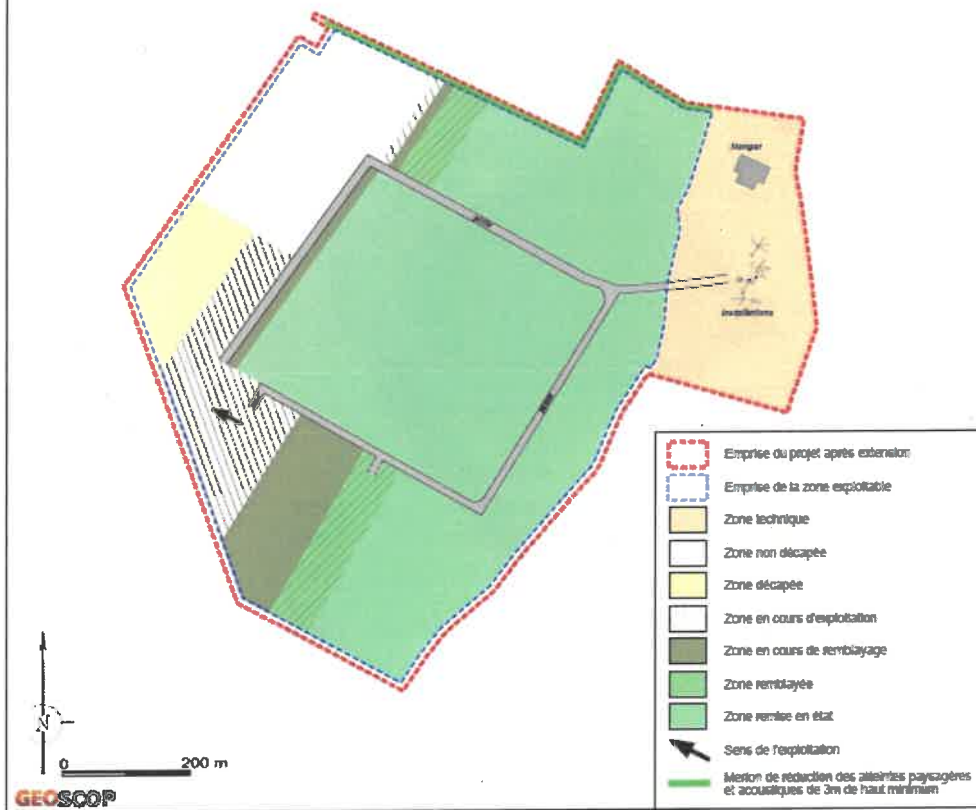 Hangar
Installations
Emprise du projet après extension
Emprise de la zone exploitable
Zone technique
Zone non décapée
Zone décapée
Zone en cours d'exploitation
Zone en cours de remblayage
Zone remblayée
Zone remise en état
Sens de l'exploitation
Merlon de réduction des atteintes paysagères
et acoustiques de 3m de haut minimum
N
0 200 m
GEOSCOP